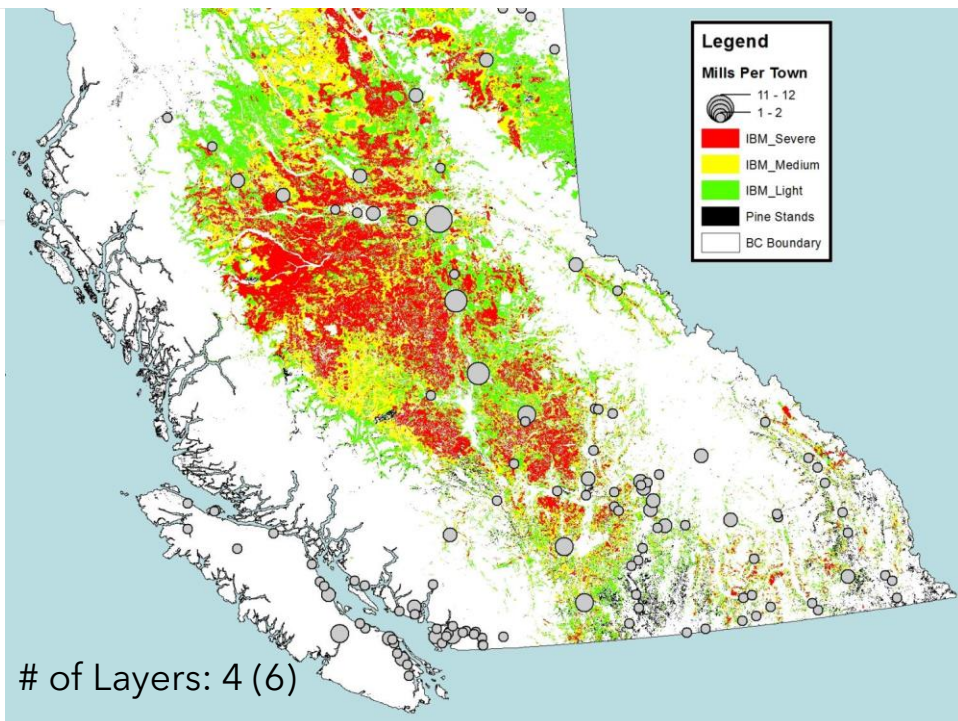 Legend
Mills Per Town
11 - 12
1 - 2
IBM_Severe
IBM_Medium
IBM_Light
Pine Stands
BC Boundary
# of Layers: 4 (6)